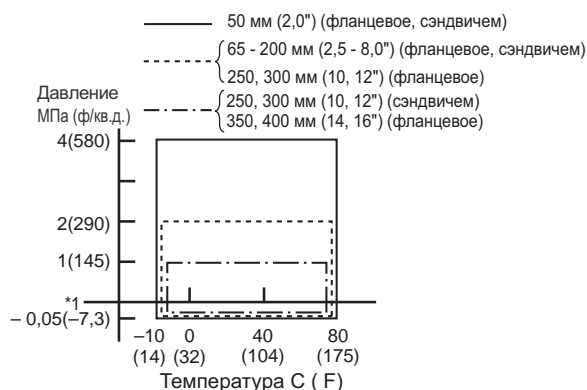 50 мм (2,0") (фланцевое, сэндвичем)
65 - 200 мм (2,5 - 8,0") (фланцевое, сэндвичем)
250, 300 мм (10, 12") (фланцевое)
250, 300 мм (10, 12") (сэндвичем)
350, 400 мм (14, 16") (фланцевое)
Давление
МПа (ф/кв.д.)
4(580)
2(290)
1(145)
*1
– 0,05(–7,3)
–10 0 40 80
(14) (32) (104) (175)
Температура С ( F)